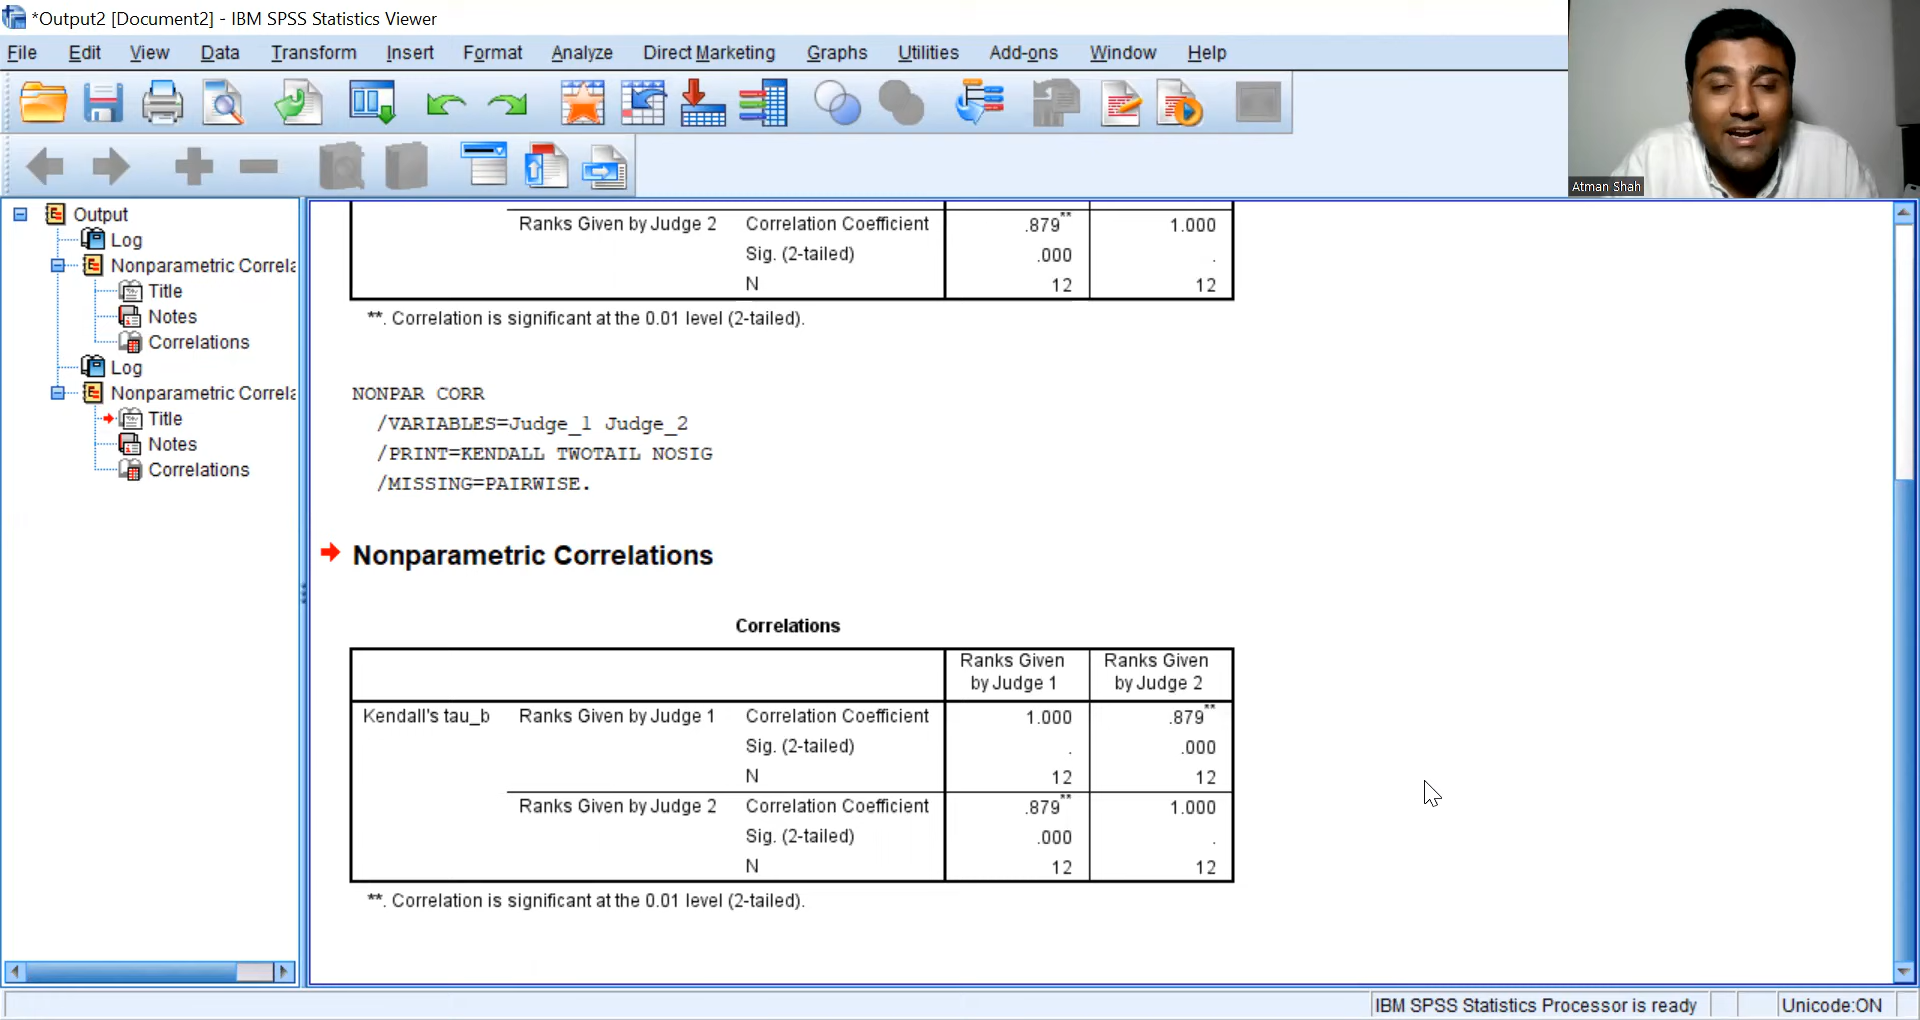 *Output2 [Document2] - IBM SPSS Statistics Viewer
File Edit View Data Transform Insert Format Analyze Direct Marketing Graphs Utilities Add-ons Window Help
Atman Shah
Output
Log
Nonparametric Correla
Title
Notes
Correlations
Log
Nonparametric Correla
Title
Notes
Correlations
Ranks Given by Judge 2 Correlation Coefficient .879** 1.000
Sig. (2-tailed) .000 .
N 12 12
**. Correlation is significant at the 0.01 level (2-tailed).
NONPAR CORR
/VARIABLES=Judge_1 Judge_2
/PRINT=KENDALL TWOTAIL NOSIG
/MISSING=PAIRWISE.
Nonparametric Correlations
Correlations
Ranks Given Ranks Given
by Judge 1 by Judge 2
Kendall's tau_b Ranks Given by Judge 1 Correlation Coefficient 1.000 .879**
Sig. (2-tailed) . .000
N 12 12
Ranks Given by Judge 2 Correlation Coefficient .879** 1.000
Sig. (2-tailed) .000 .
N 12 12
**. Correlation is significant at the 0.01 level (2-tailed).
IBM SPSS Statistics Processor is ready Unicode:ON